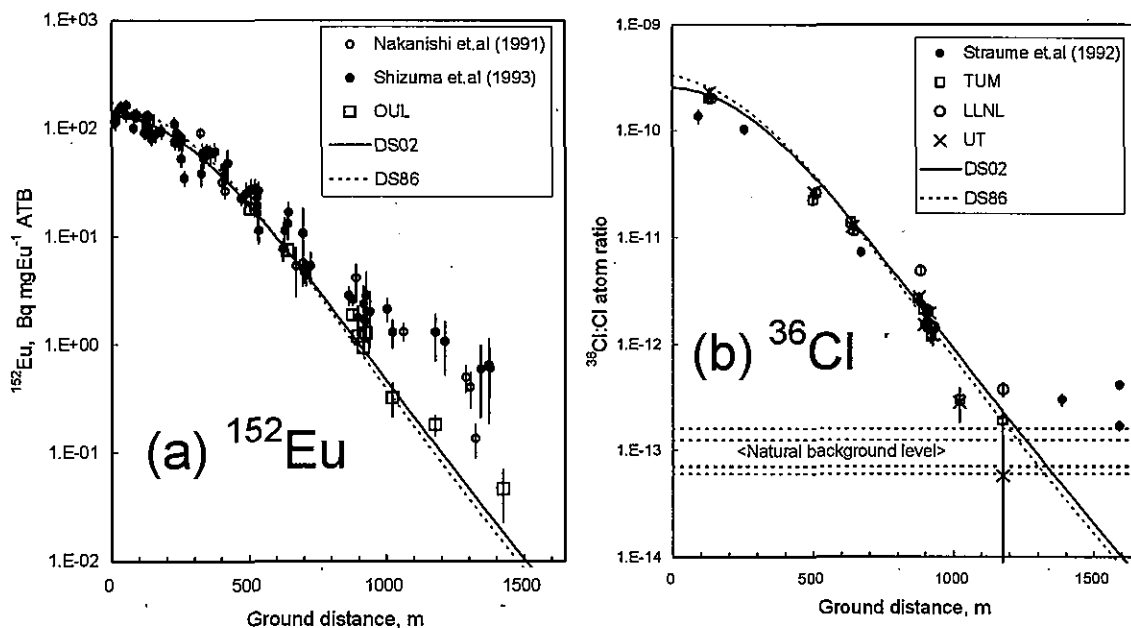 1.E+03
1.E+02
1.E+01
1.E+00
1.E-01
1.E-02
¹⁵²Eu, Bq mgEu⁻¹ ATB
Nakanishi et.al (1991)
Shizuma et.al (1993)
OUL
DS02
DS86
(a) ¹⁵²Eu
0 500 1000 1500
Ground distance, m
1.E-09
1.E-10
1.E-11
1.E-12
1.E-13
1.E-14
³⁶Cl:Cl atom ratio
Straume et.al (1992)
TUM
LLNL
UT
DS02
DS86
(b) ³⁶Cl
<Natural background level>
0 500 1000 1500
Ground distance, m